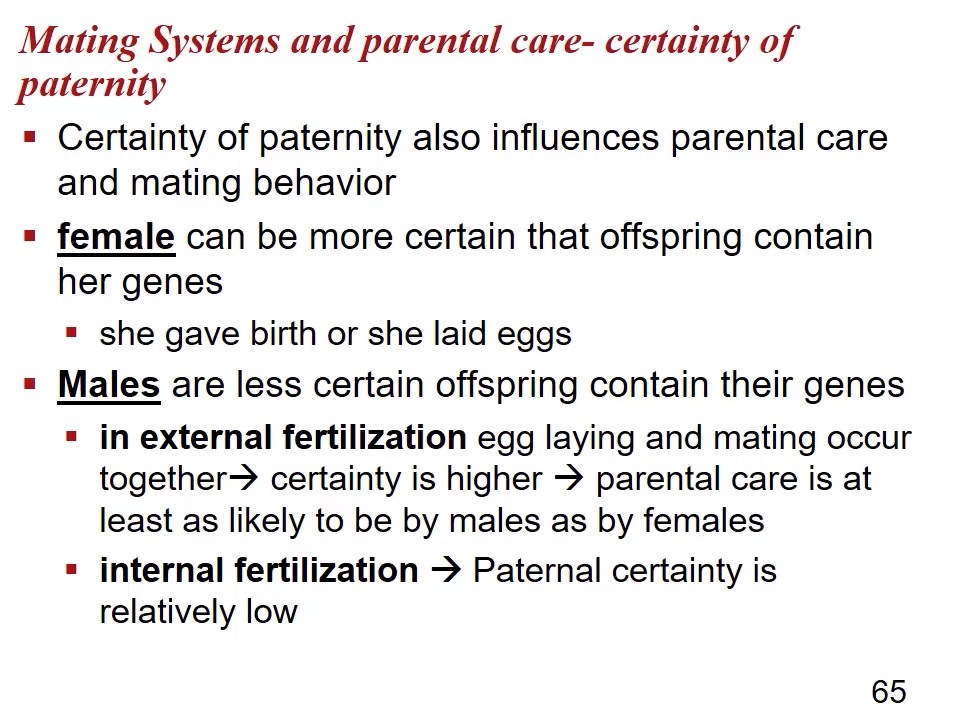 Mating Systems and parental care- certainty of
paternity
▪ Certainty of paternity also influences parental care
and mating behavior
▪ female can be more certain that offspring contain
her genes
▪ she gave birth or she laid eggs
▪ Males are less certain offspring contain their genes
▪ in external fertilization egg laying and mating occur
together→ certainty is higher → parental care is at
least as likely to be by males as by females
▪ internal fertilization → Paternal certainty is
relatively low
65